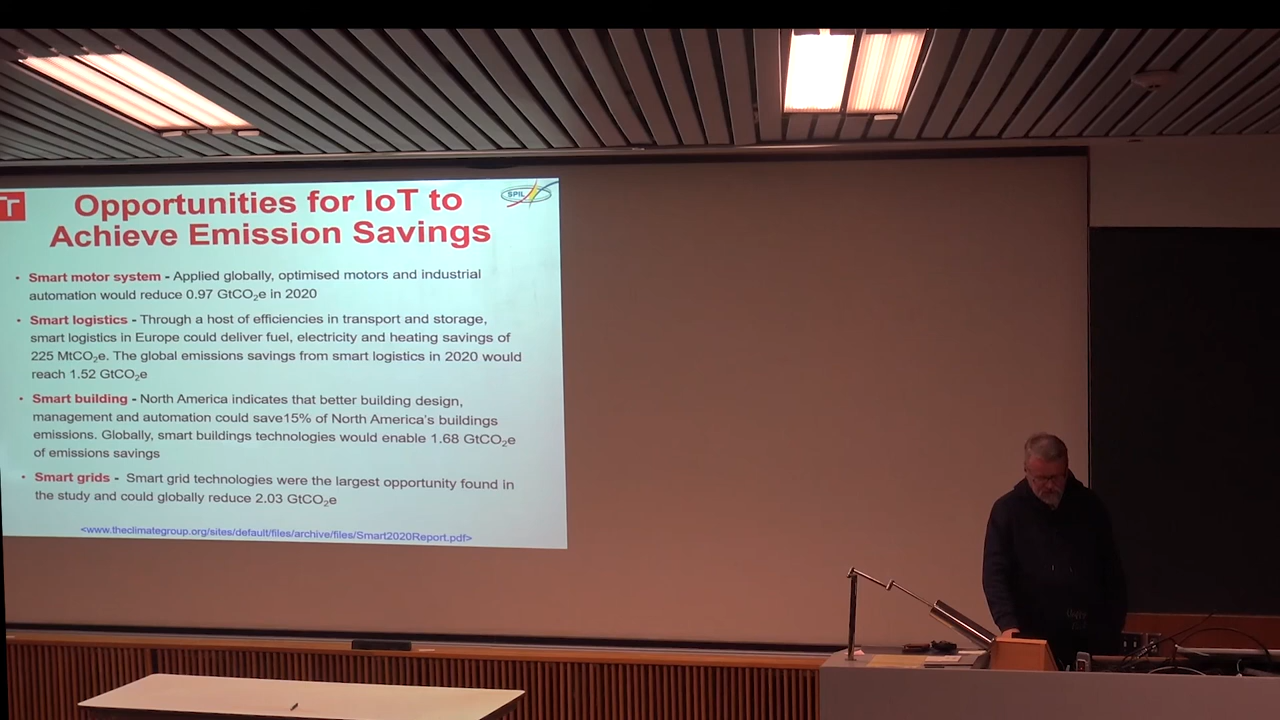 T
SPIL
Opportunities for IoT to
Achieve Emission Savings
• Smart motor system - Applied globally, optimised motors and industrial
automation would reduce 0.97 GtCO₂e in 2020
• Smart logistics - Through a host of efficiencies in transport and storage,
smart logistics in Europe could deliver fuel, electricity and heating savings of
225 MtCO₂e. The global emissions savings from smart logistics in 2020 would
reach 1.52 GtCO₂e
• Smart building - North America indicates that better building design,
management and automation could save15% of North America's buildings
emissions. Globally, smart buildings technologies would enable 1.68 GtCO₂e
of emissions savings
• Smart grids - Smart grid technologies were the largest opportunity found in
the study and could globally reduce 2.03 GtCO₂e
<www.theclimategroup.org/sites/default/files/archive/files/Smart2020Report.pdf>